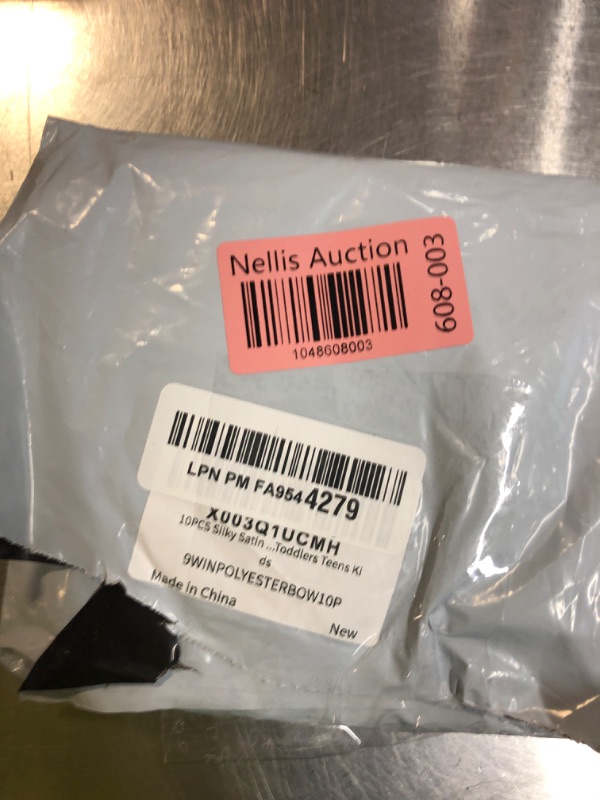 Nellis Auction
1048608003
608-003
LPN PM FA9544279
X003Q1UCMH
10PCS Silky Satin ...Toddlers Teens Ki
ds
9WINPOLYESTERBOW10P
Made in China
New